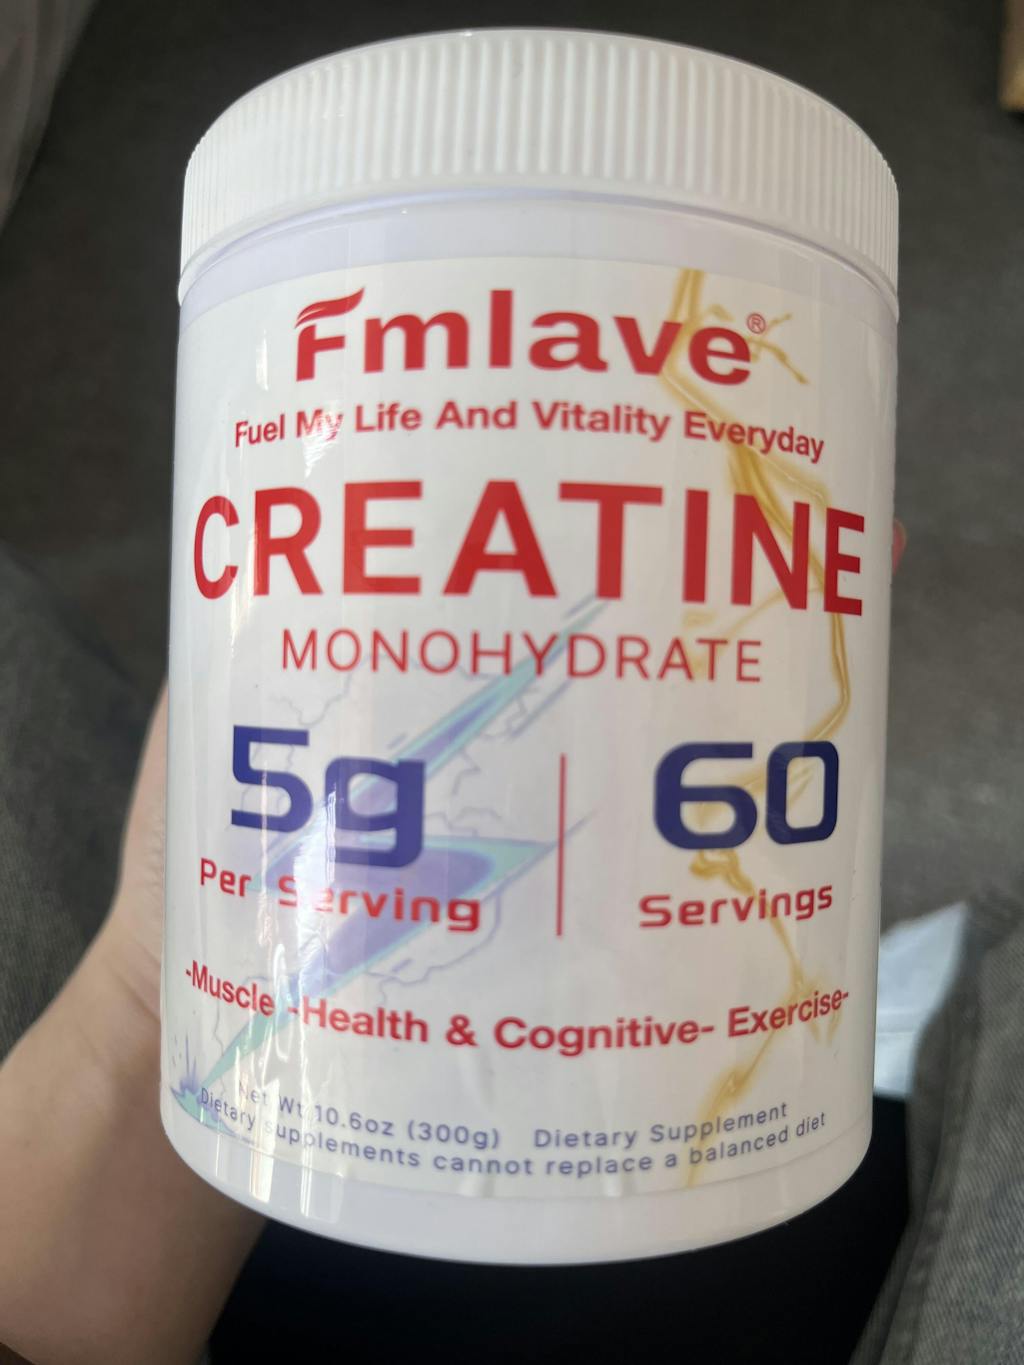 Fmlave®
Fuel My Life And Vitality Everyday
CREATINE
MONOHYDRATE
5g
Per Serving
60
Servings
-Muscle -Health & Cognitive- Exercise-
Net Wt 10.6oz (300g) Dietary Supplement
Dietary supplements cannot replace a balanced diet